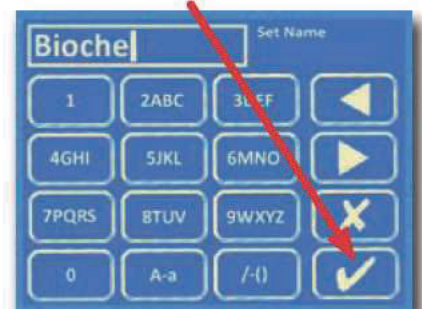 Bioche
Set Name
1 2ABC 3DEF
4GHI 5JKL 6MNO
7PQRS 8TUV 9WXYZ
0 A-a /-()